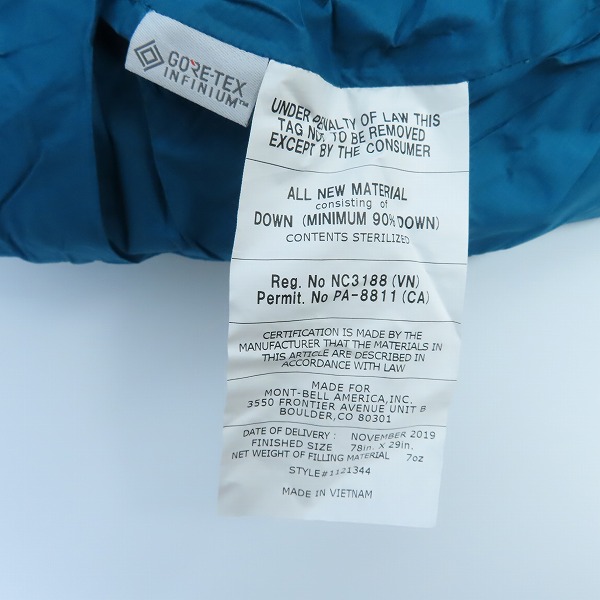 GORE-TEX
INFINIUM™
UNDER PENALTY OF LAW THIS
TAG NOT TO BE REMOVED
EXCEPT BY THE CONSUMER
ALL NEW MATERIAL
consisting of
DOWN (MINIMUM 90% DOWN)
CONTENTS STERILIZED
Reg. No NC3188 (VN)
Permit. No PA-8811 (CA)
CERTIFICATION IS MADE BY THE
MANUFACTURER THAT THE MATERIALS IN
THIS ARTICLE ARE DESCRIBED IN
ACCORDANCE WITH LAW
MADE FOR
MONT-BELL AMERICA,INC.
3550 FRONTIER AVENUE UNIT B
BOULDER,CO 80301
DATE OF DELIVERY : NOVEMBER 2019
FINISHED SIZE 78in. X 29in.
NET WEIGHT OF FILLING MATERIAL 7oz
STYLE#1121344
MADE IN VIETNAM